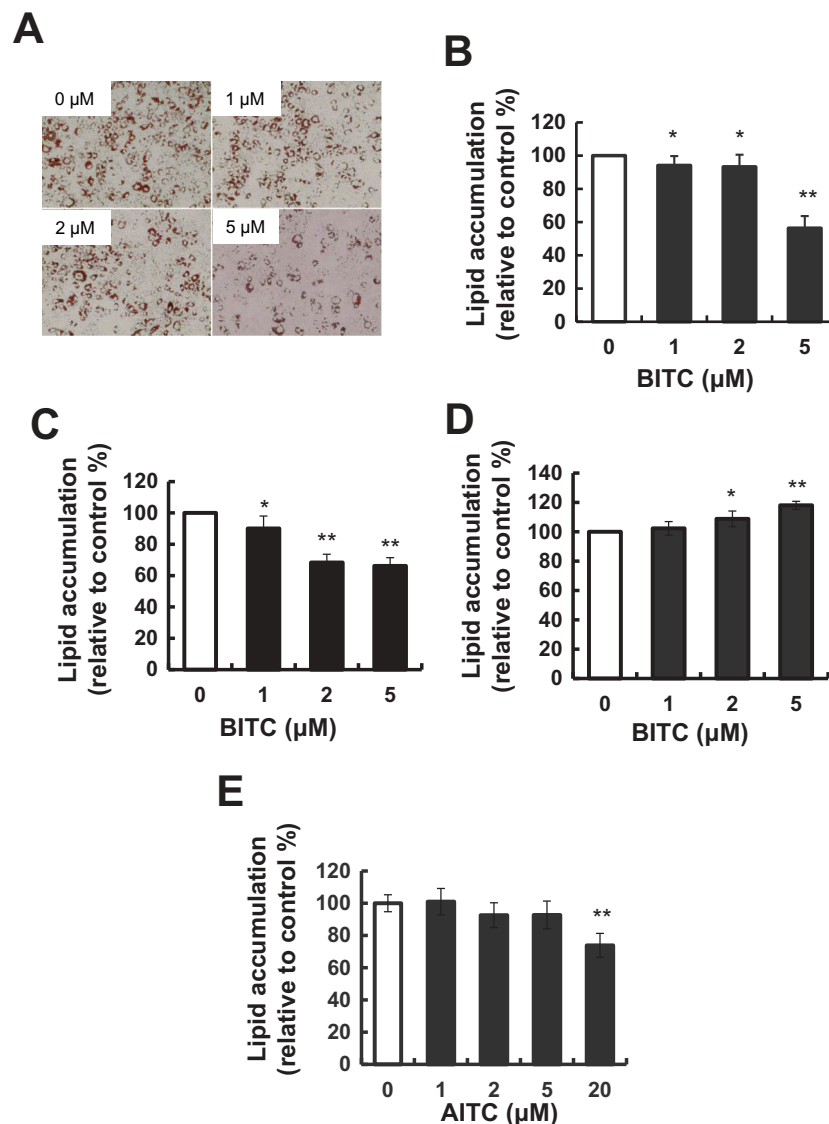 A
0 µM
1 µM
2 µM
5 µM
B
Lipid accumulation
(relative to control %)
120
100
80
60
40
20
0
*
*
**
0 1 2 5
BITC (µM)
C
Lipid accumulation
(relative to control %)
120
100
80
60
40
20
0
*
**
**
0 1 2 5
BITC (µM)
D
Lipid accumulation
(relative to control %)
140
120
100
80
60
40
20
0
*
**
0 1 2 5
BITC (µM)
E
Lipid accumulation
(relative to control %)
120
100
80
60
40
20
0
**
0 1 2 5 20
AITC (µM)